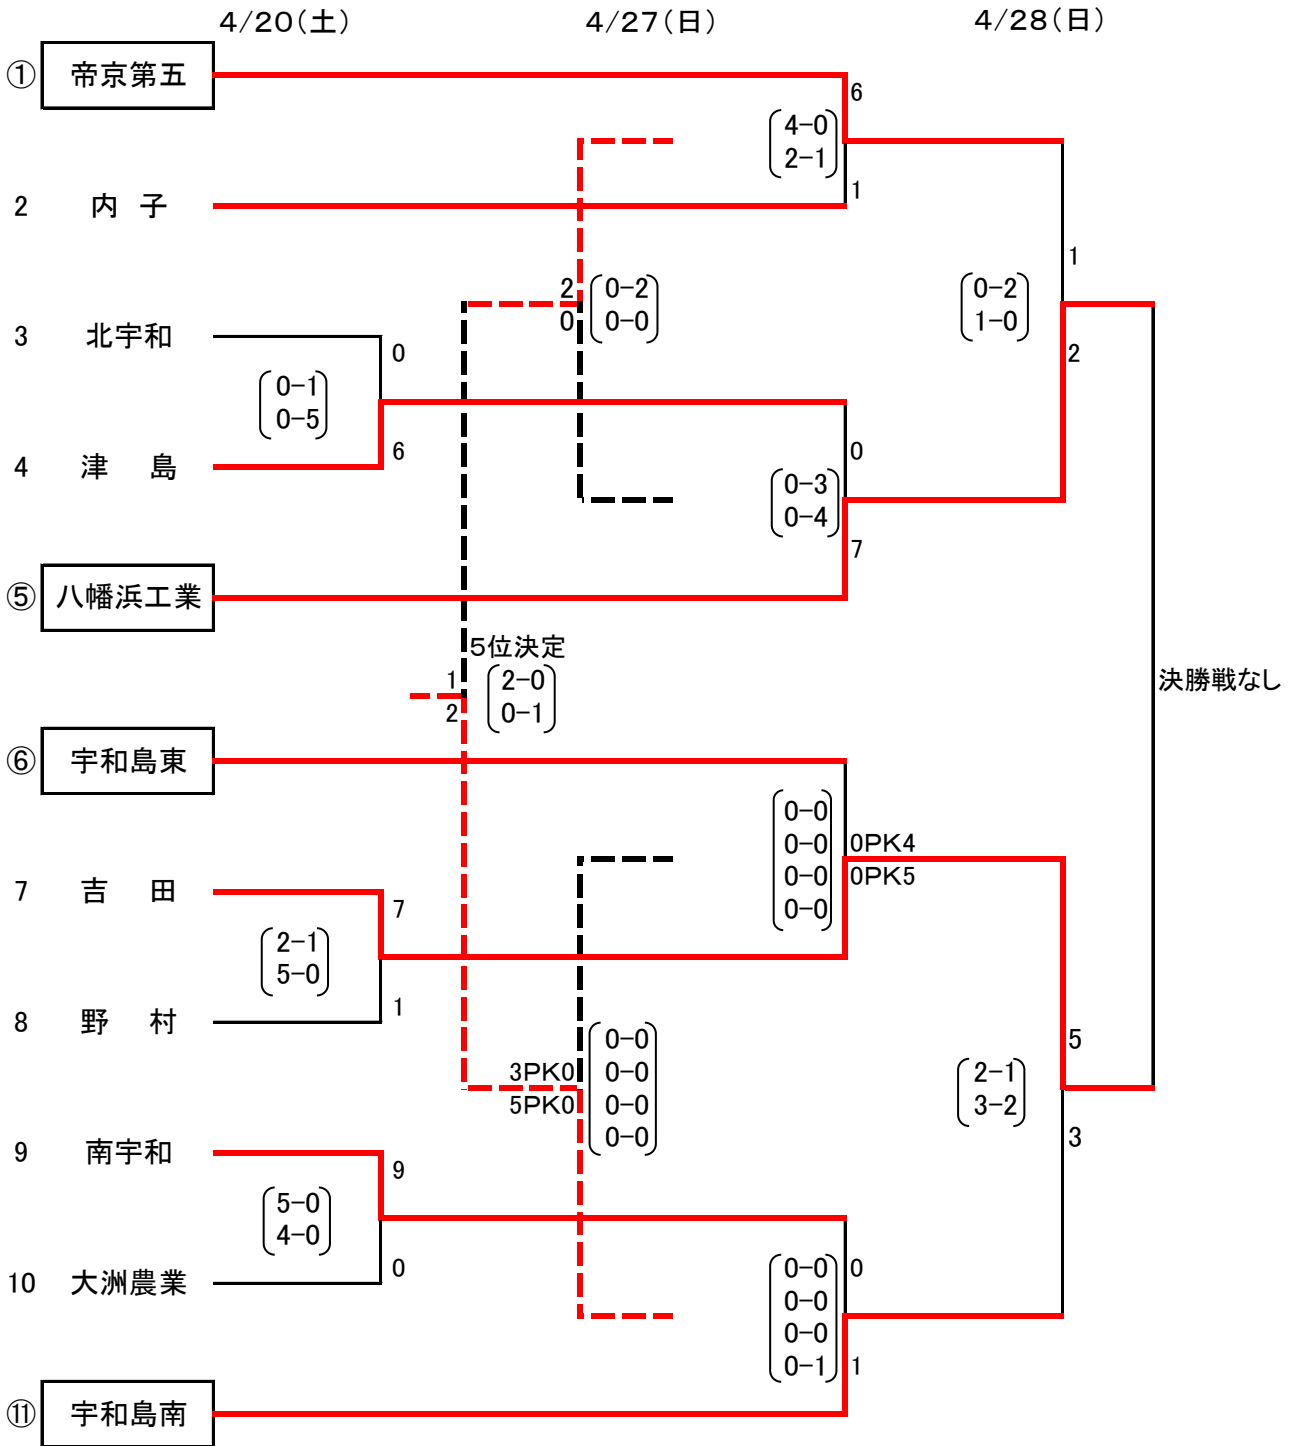 4/20(土) 4/27(日) 4/28(日)
① 帝京第五
6
4-0
2-1
1
2 内 子
1
2
0
0-2
0-0
0-2
1-0
2
3 北宇和
0
0-1
0-5
6
4 津 島
0
0-3
0-4
7
⑤ 八幡浜工業
5位決定
1
2
2-0
0-1
決勝戦なし
⑥ 宇和島東
0-0
0-0
0-0
0-0
0PK4
0PK5
7 吉 田
7
2-1
5-0
1
8 野 村
3PK0
5PK0
0-0
0-0
0-0
0-0
5
2-1
3-2
3
9 南宇和
9
5-0
4-0
0
10 大洲農業
0-0
0-0
0-0
0-1
0
1
⑪ 宇和島南